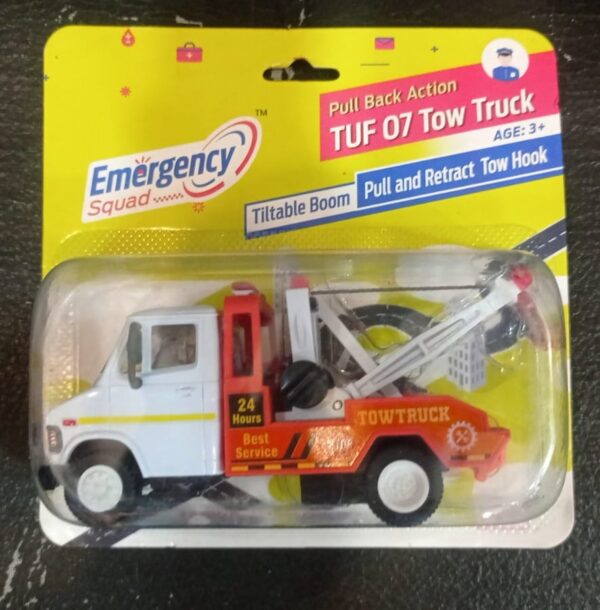 Pull Back Action
TUF 07 Tow Truck
AGE: 3+
Emergency
Squad
TM
Tiltable Boom
Pull and Retract Tow Hook
24
Hours
Best
Service
TOWTRUCK